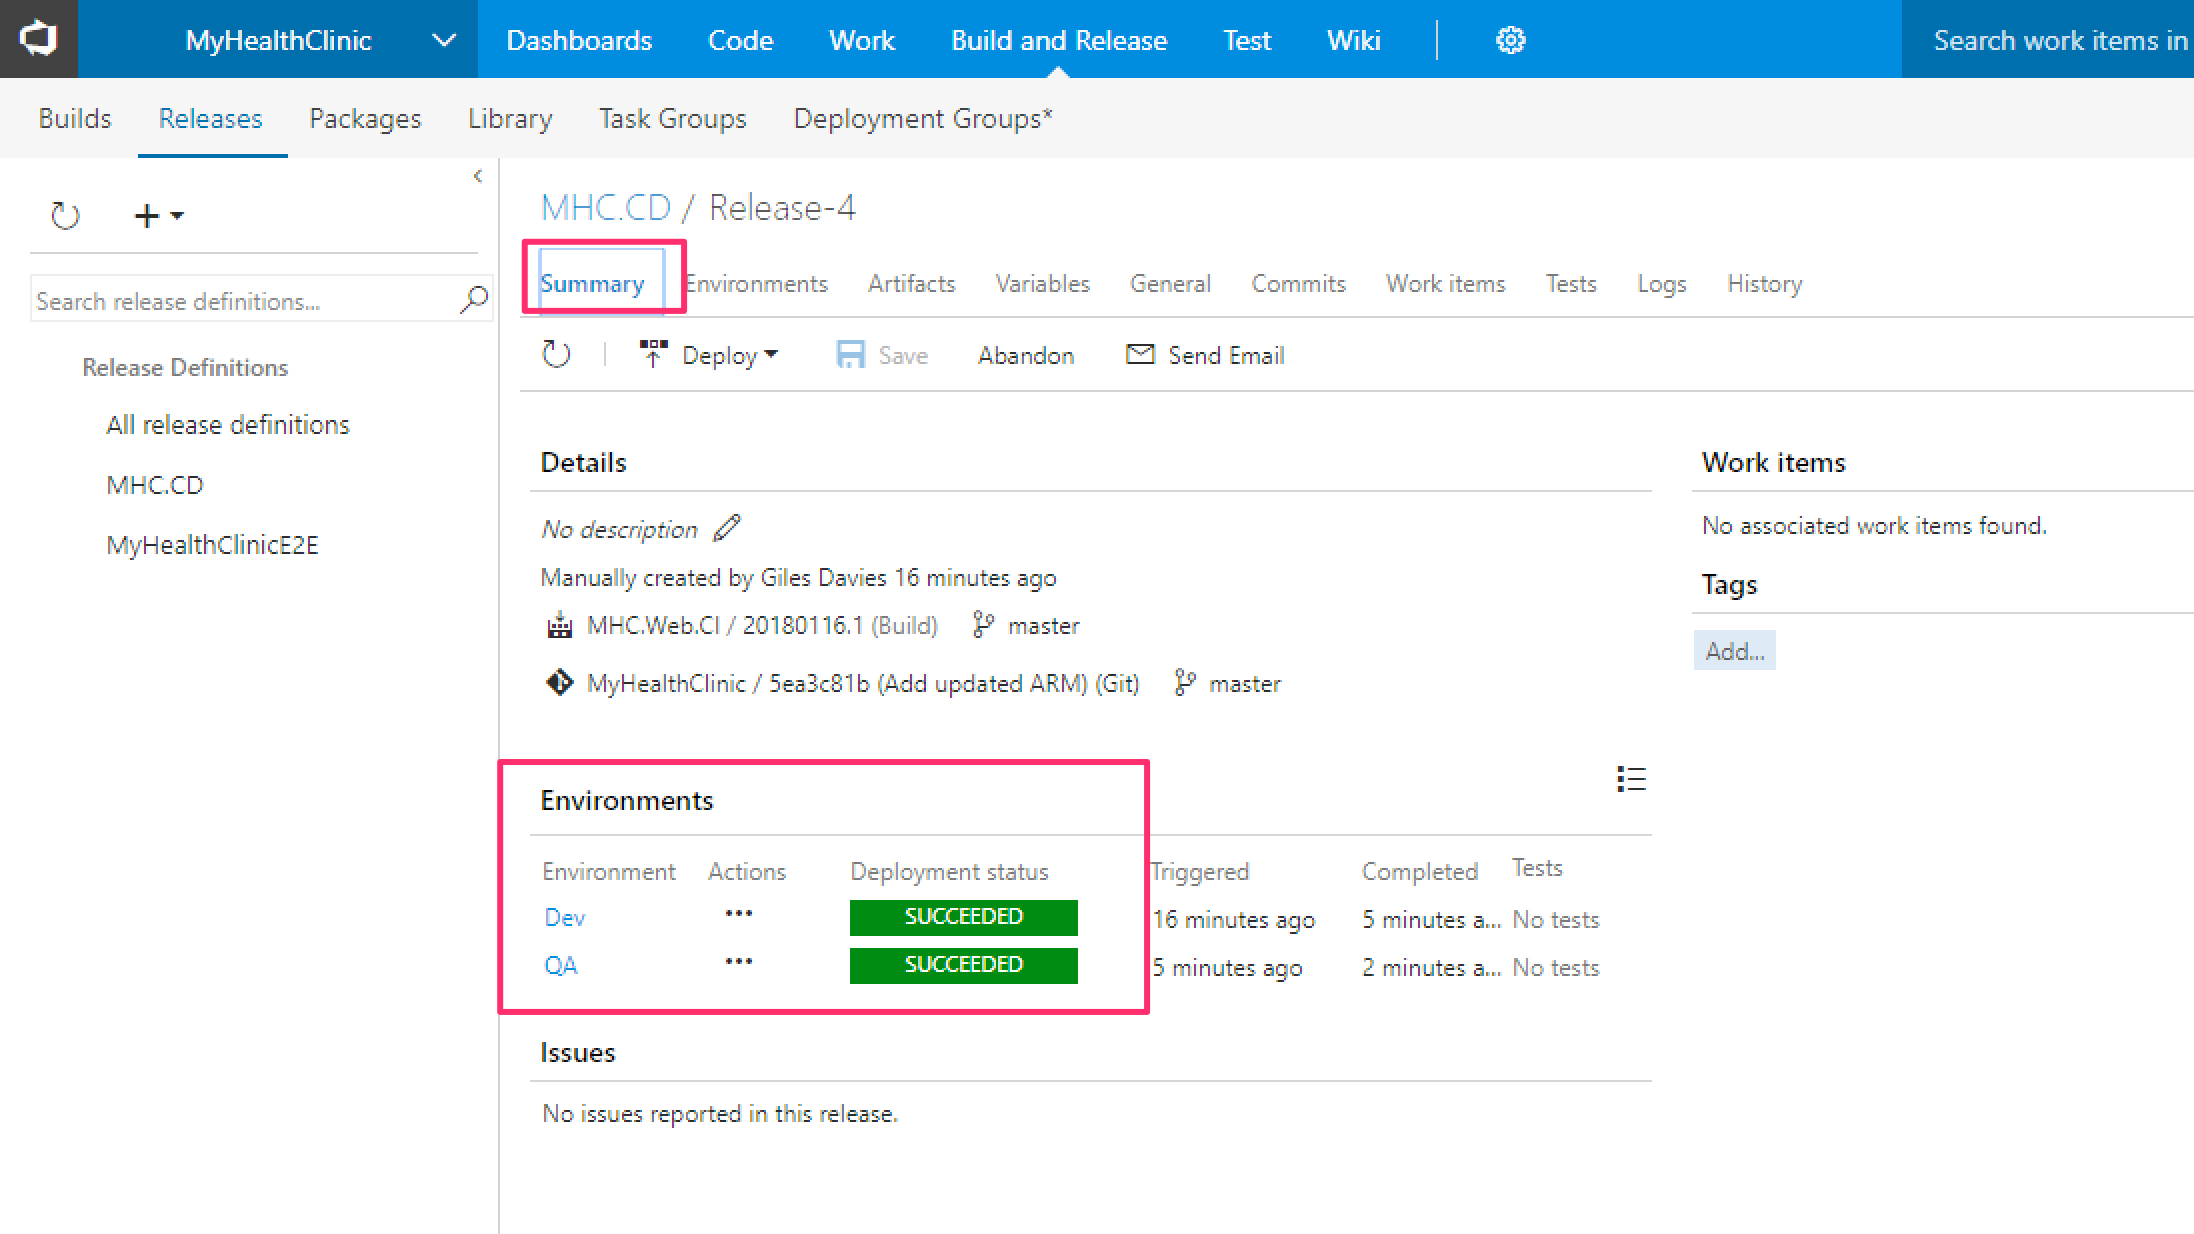 MyHealthClinic Dashboards Code Work Build and Release Test Wiki Search work items in
Builds Releases Packages Library Task Groups Deployment Groups*
MHC.CD / Release-4
Summary Environments Artifacts Variables General Commits Work items Tests Logs History
Search release definitions...
Deploy Save Abandon Send Email
Release Definitions
All release definitions
MHC.CD
MyHealthClinicE2E
Details
No description
Manually created by Giles Davies 16 minutes ago
MHC.Web.CI / 20180116.1 (Build) master
MyHealthClinic / 5ea3c81b (Add updated ARM) (Git) master
Work items
No associated work items found.
Tags
Add...
Environments
Environment Actions Deployment status Triggered Completed Tests
Dev ••• SUCCEEDED 16 minutes ago 5 minutes a... No tests
QA ••• SUCCEEDED 5 minutes ago 2 minutes a... No tests
Issues
No issues reported in this release.